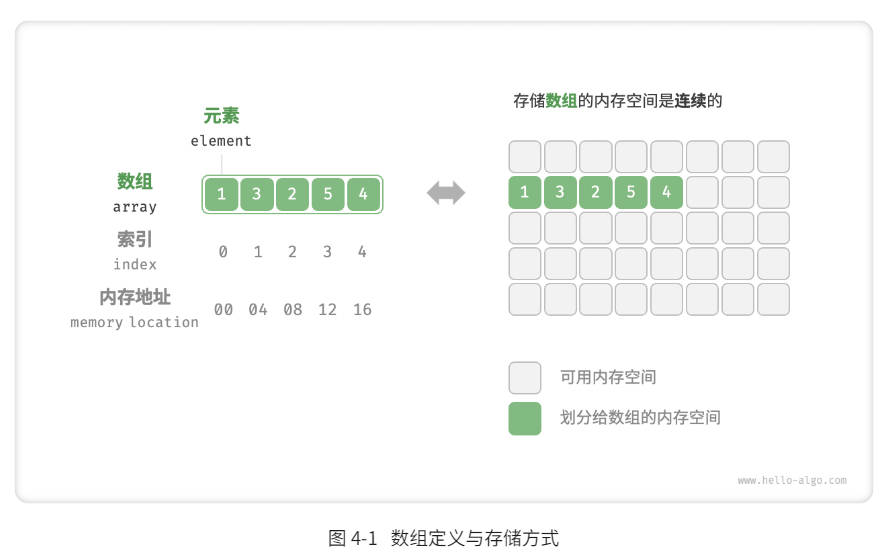 元素
element
数组
array
1 3 2 5 4
索引
index
0 1 2 3 4
内存地址
memory location
00 04 08 12 16
存储数组的内存空间是连续的
1 3 2 5 4
可用内存空间
划分给数组的内存空间
www.hello-algo.com
图 4-1 数组定义与存储方式